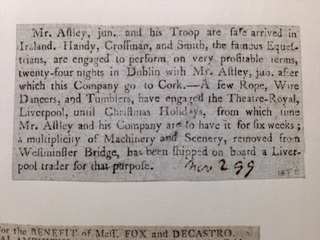 Mr. Aſtley, jun. and his Troop are ſafe arrived in
Ireland. Handy, Croſſman, and Smith, the famous Equeſ-
trians, are engaged to perform on very profitable terms,
twenty-four nights in Dublin with Mr. Aſtley, jun. after
which this Company go to Cork.—A few Rope, Wire
Dancers, and Tumblers, have engaged the Theatre-Royal,
Liverpool, until Chriſtmas Holidays, from which time
Mr. Aſtley and his Company are to have it for ſix weeks;
a multiplicity of Machinery and Scenery, removed from
Weſtminſter Bridge, has been ſhipped on board a Liver-
pool trader for that purpoſe. Nov 2 99
for the BENEFIT of Meſſ. FOX and DECASTRO.